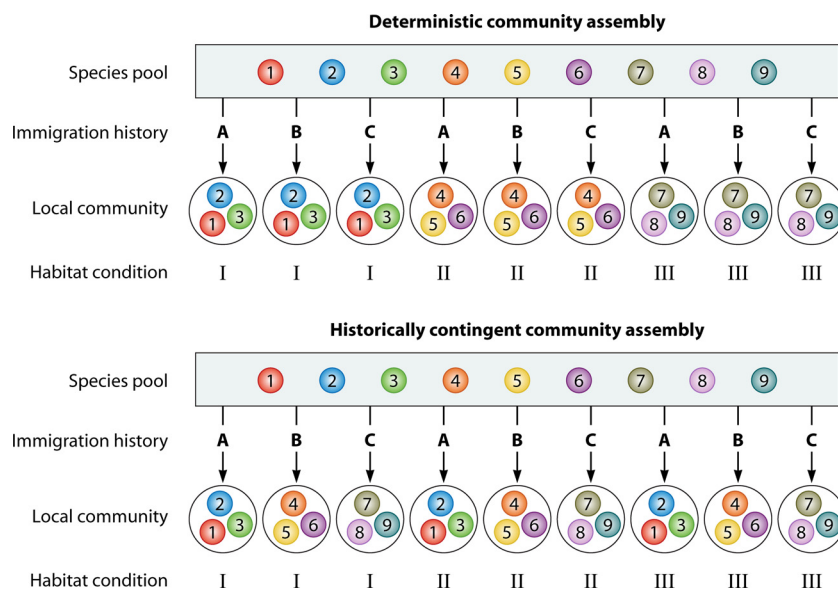 Deterministic community assembly
Species pool 1 2 3 4 5 6 7 8 9
Immigration history A B C A B C A B C
Local community 2 1 3 2 1 3 2 1 3 4 5 6 4 5 6 4 5 6 7 8 9 7 8 9 7 8 9
Habitat condition I I I II II II III III III
Historically contingent community assembly
Species pool 1 2 3 4 5 6 7 8 9
Immigration history A B C A B C A B C
Local community 2 1 3 4 5 6 7 8 9 2 1 3 4 5 6 7 8 9 2 1 3 4 5 6 7 8 9
Habitat condition I I I II II II III III III